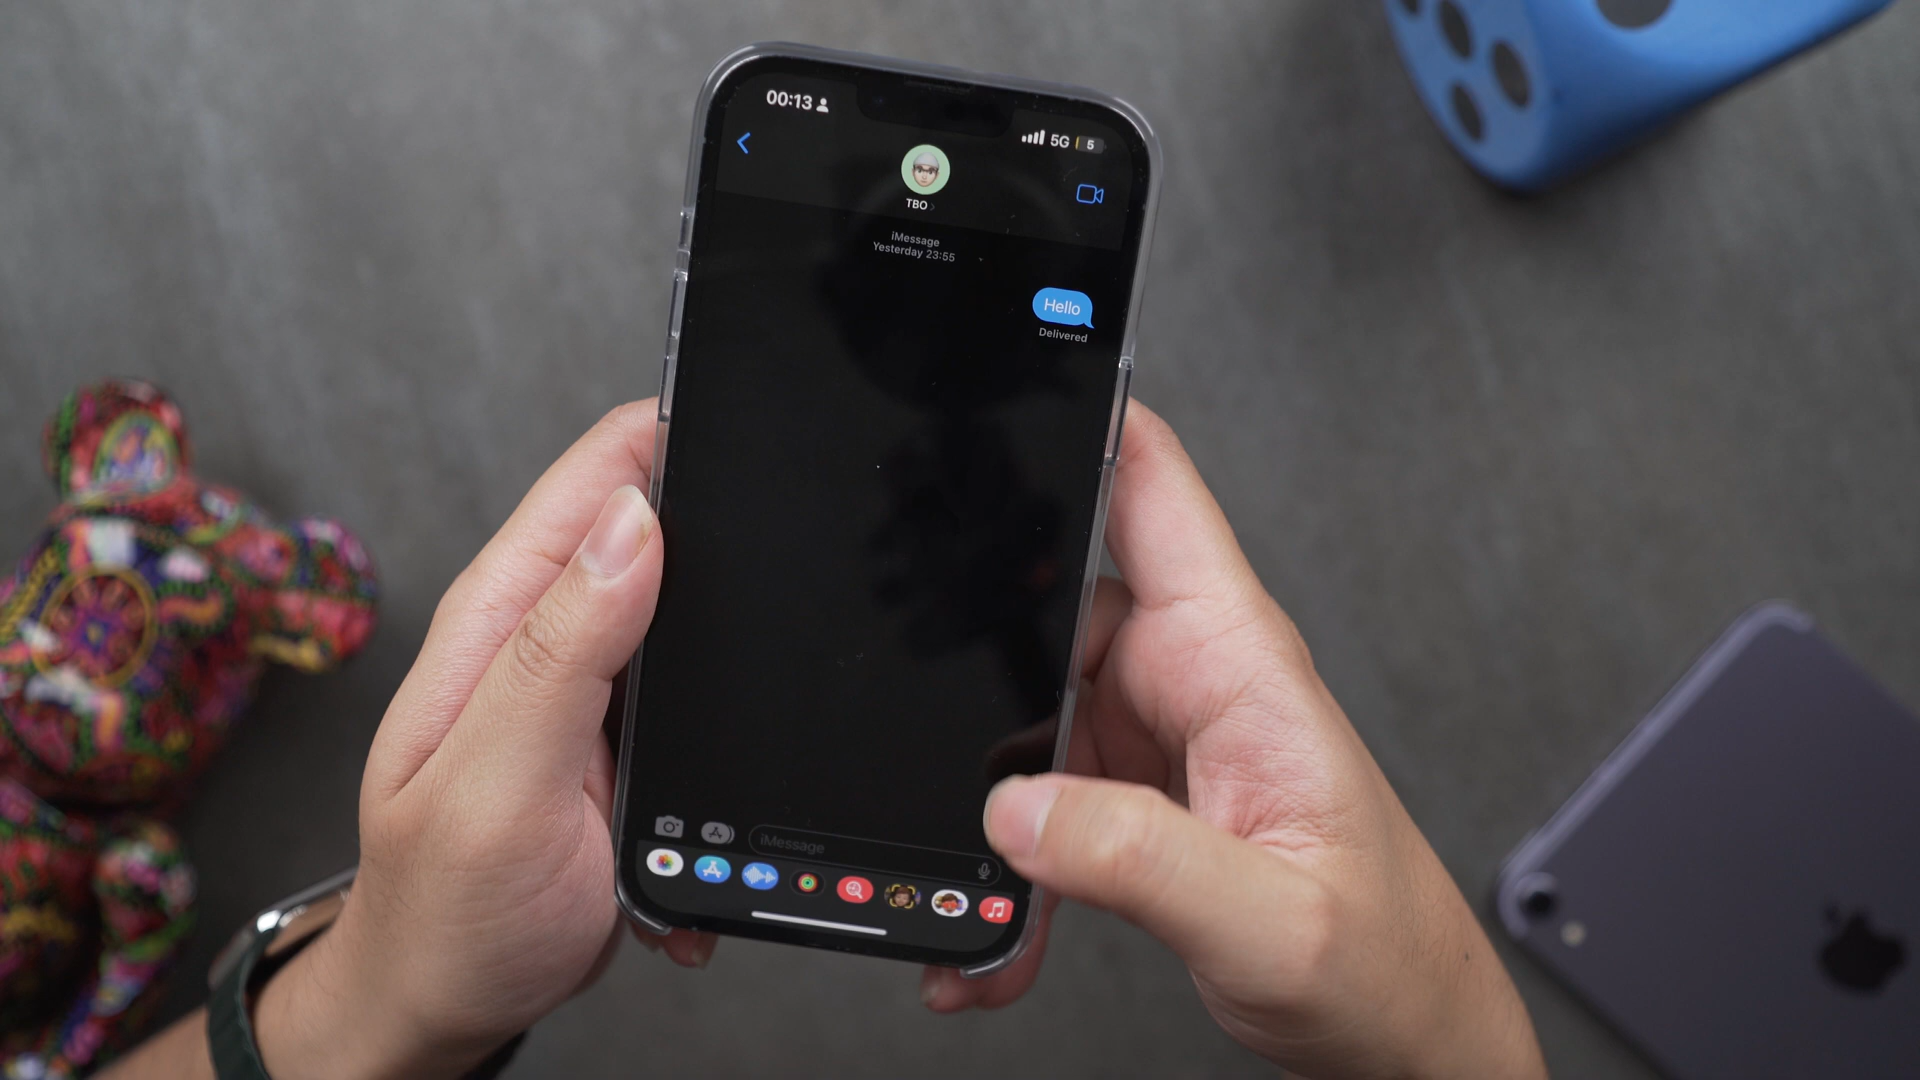 00:13
5G 5
TBO
iMessage
Yesterday 23:55
Hello
Delivered
iMessage